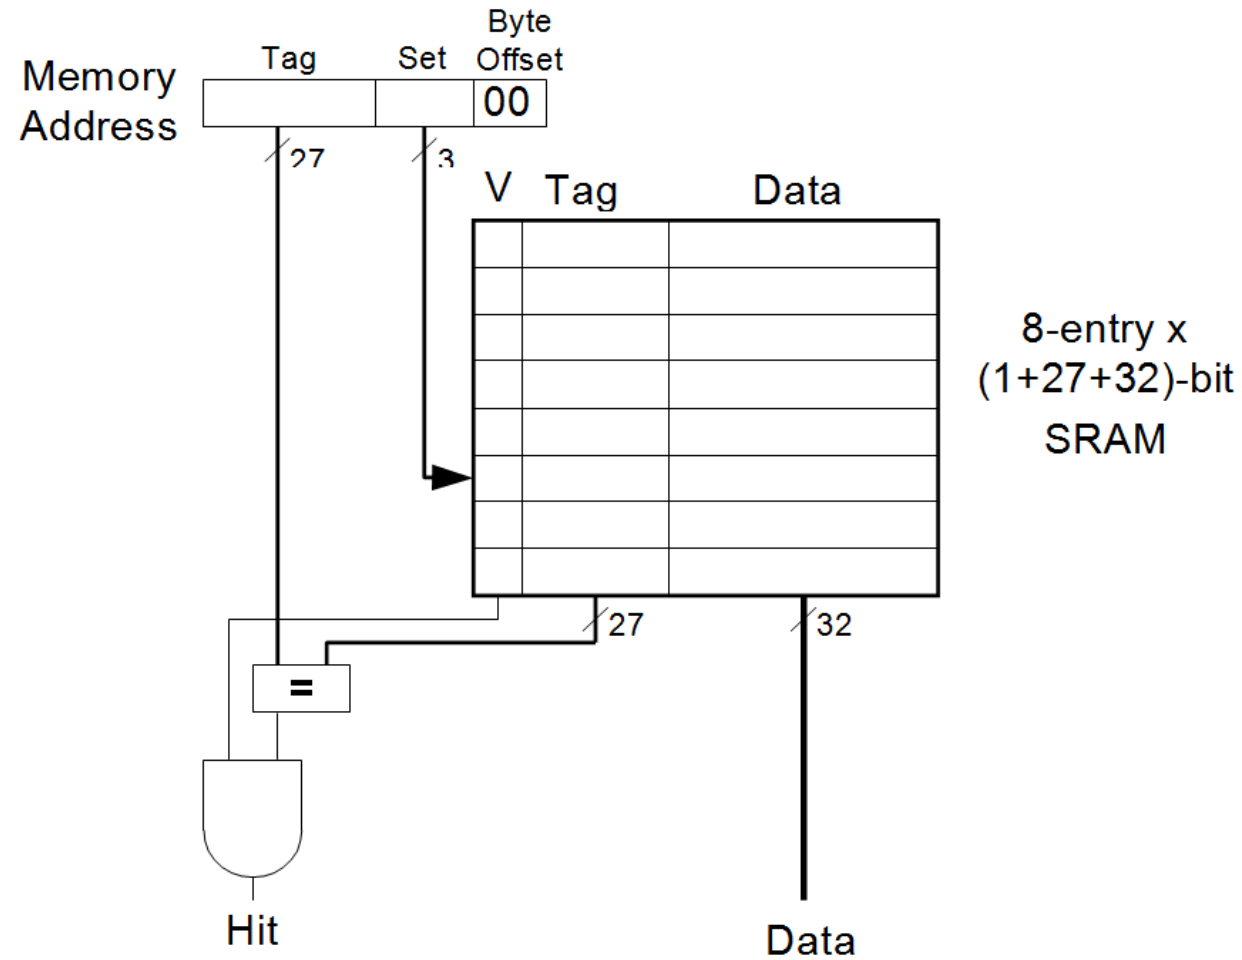 Byte
Tag Set Offset
Memory
Address
00
27 3
V Tag Data
8-entry x
(1+27+32)-bit
SRAM
27 32
=
Hit Data